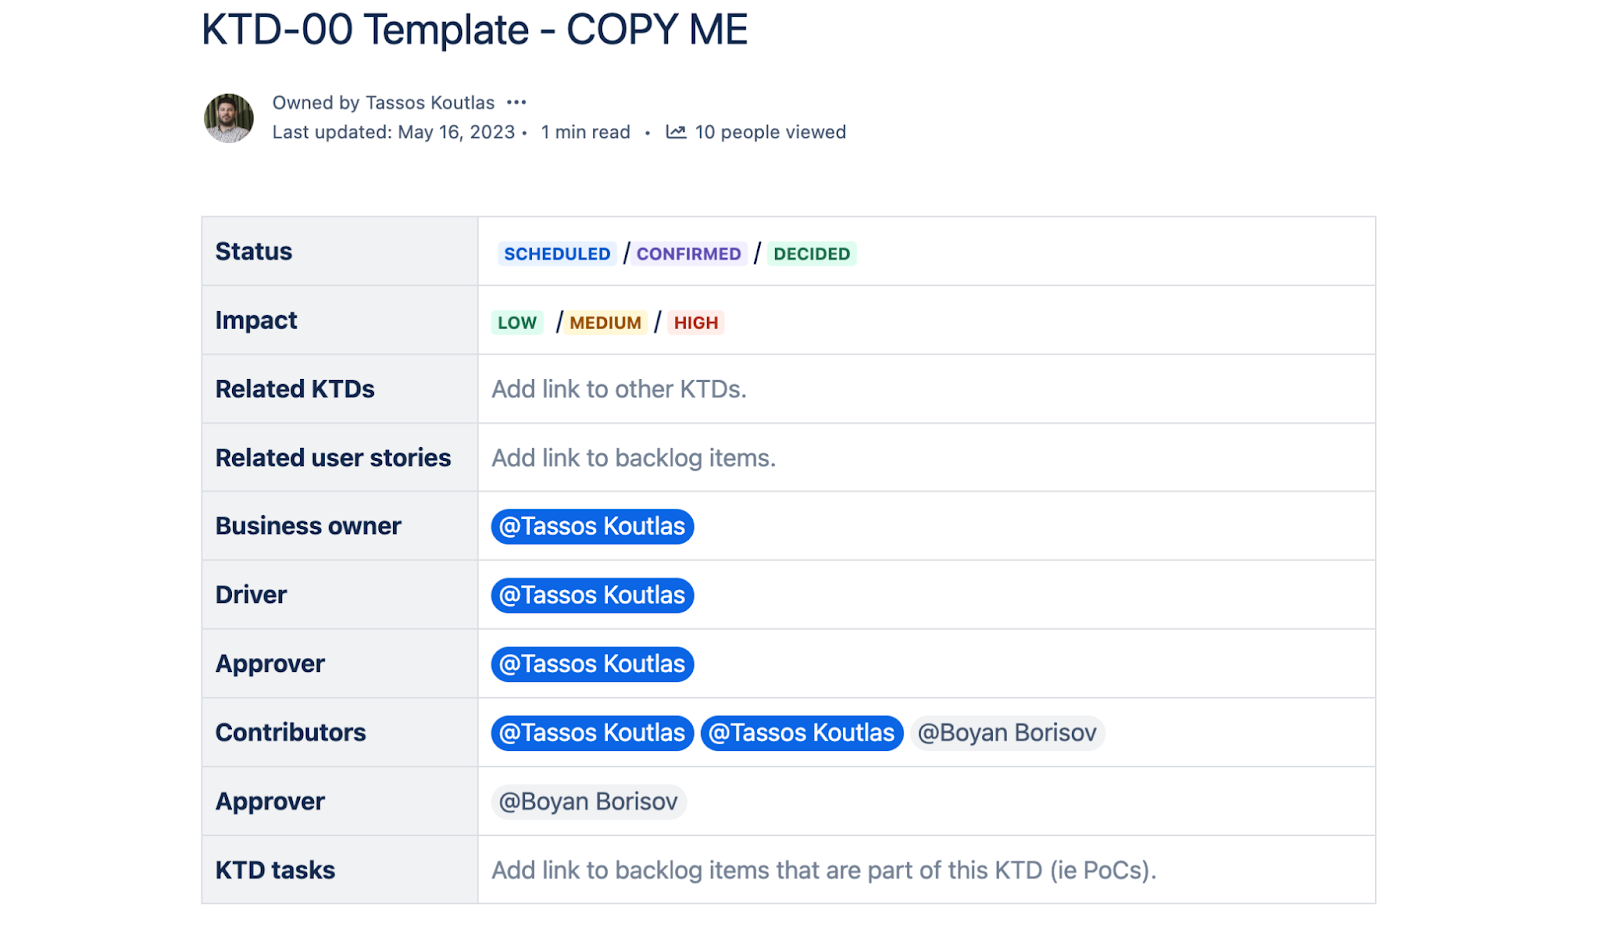 KTD-00 Template - COPY ME
Owned by Tassos Koutlas •••
Last updated: May 16, 2023 • 1 min read • 10 people viewed
Status SCHEDULED / CONFIRMED / DECIDED
Impact LOW / MEDIUM / HIGH
Related KTDs Add link to other KTDs.
Related user stories Add link to backlog items.
Business owner @Tassos Koutlas
Driver @Tassos Koutlas
Approver @Tassos Koutlas
Contributors @Tassos Koutlas @Tassos Koutlas @Boyan Borisov
Approver @Boyan Borisov
KTD tasks Add link to backlog items that are part of this KTD (ie PoCs).